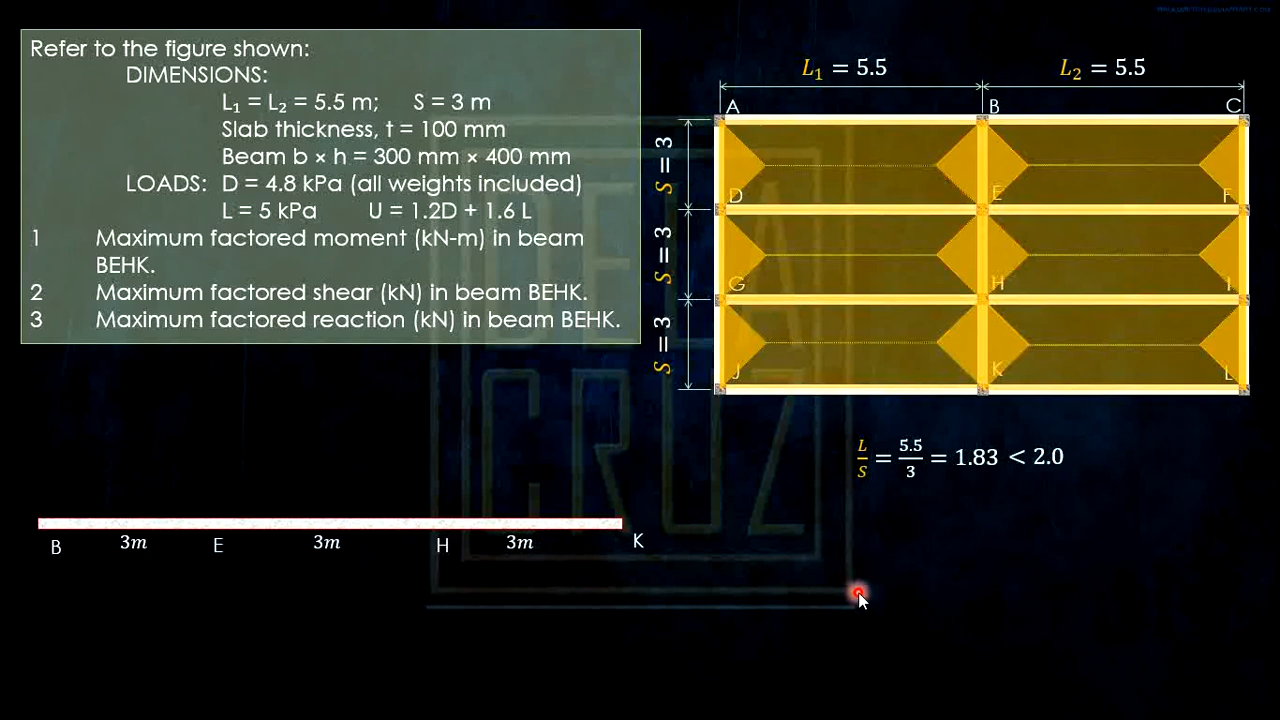 Refer to the figure shown:
DIMENSIONS:
L₁ = L₂ = 5.5 m; S = 3 m
Slab thickness, t = 100 mm
Beam b × h = 300 mm × 400 mm
LOADS: D = 4.8 kPa (all weights included)
L = 5 kPa U = 1.2D + 1.6 L
1 Maximum factored moment (kN-m) in beam
BEHK.
2 Maximum factored shear (kN) in beam BEHK.
3 Maximum factored reaction (kN) in beam BEHK.
L₁ = 5.5 L₂ = 5.5
A B C
S = 3
D E F
S = 3
G H I
S = 3
J K L
L/S = 5.5/3 = 1.83 < 2.0
B 3m E 3m H 3m K
DELA
CRUZ